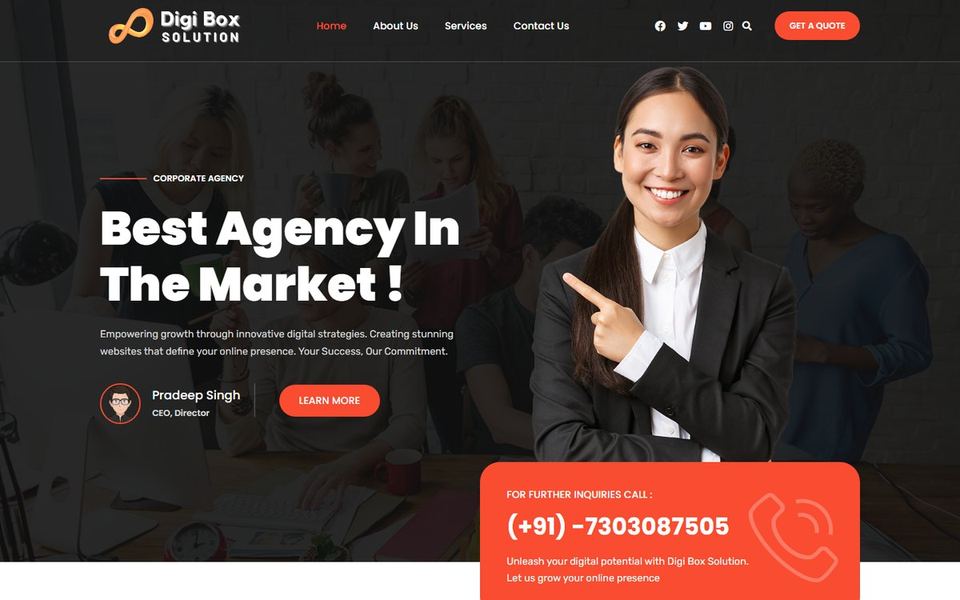 Digi Box
SOLUTION
Home
About Us
Services
Contact Us
GET A QUOTE
CORPORATE AGENCY
Best Agency In
The Market !
Empowering growth through innovative digital strategies. Creating stunning
websites that define your online presence. Your Success, Our Commitment.
Pradeep Singh
CEO, Director
LEARN MORE
FOR FURTHER INQUIRIES CALL :
(+91) -7303087505
Unleash your digital potential with Digi Box Solution.
Let us grow your online presence